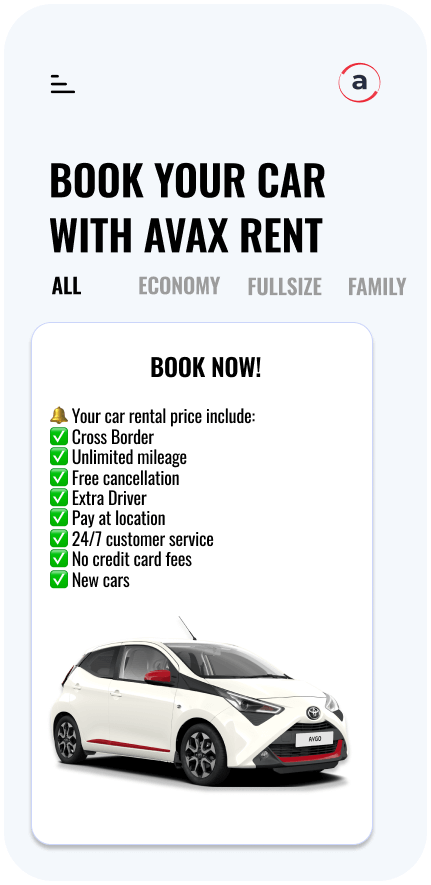 a
BOOK YOUR CAR
WITH AVAX RENT
ALL ECONOMY FULLSIZE FAMILY
BOOK NOW!
🔔 Your car rental price include:
✅ Cross Border
✅ Unlimited mileage
✅ Free cancellation
✅ Extra Driver
✅ Pay at location
✅ 24/7 customer service
✅ No credit card fees
✅ New cars
AYGO